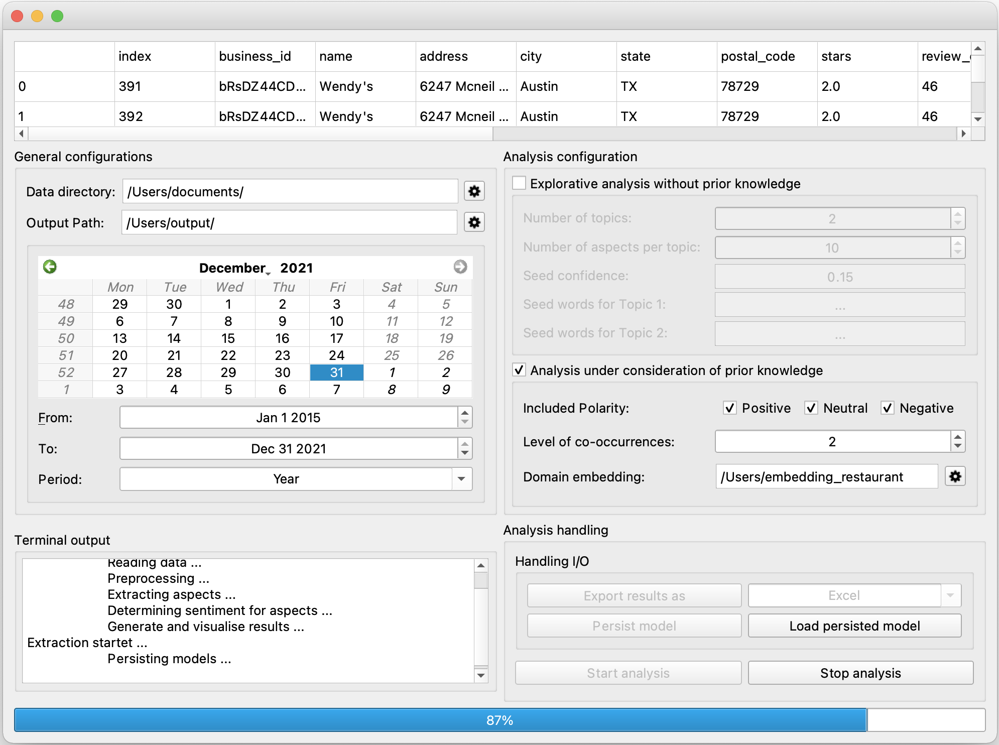 index business_id name address city state postal_code stars review_
0 391 bRsDZ44CD... Wendy's 6247 Mcneil ... Austin TX 78729 2.0 46
1 392 bRsDZ44CD... Wendy's 6247 Mcneil ... Austin TX 78729 2.0 46
General configurations
Data directory: /Users/documents/
Output Path: /Users/output/
December 2021
Mon Tue Wed Thu Fri Sat Sun
48 29 30 1 2 3 4 5
49 6 7 8 9 10 11 12
50 13 14 15 16 17 18 19
51 20 21 22 23 24 25 26
52 27 28 29 30 31 1 2
1 3 4 5 6 7 8 9
From: Jan 1 2015
To: Dec 31 2021
Period: Year
Analysis configuration
Explorative analysis without prior knowledge
Number of topics: 2
Number of aspects per topic: 10
Seed confidence: 0.15
Seed words for Topic 1: ...
Seed words for Topic 2: ...
Analysis under consideration of prior knowledge
Included Polarity: Positive Neutral Negative
Level of co-occurrences: 2
Domain embedding: /Users/embedding_restaurant
Terminal output
Reading data ...
Preprocessing ...
Extracting aspects ...
Determining sentiment for aspects ...
Generate and visualise results ...
Extraction startet ...
Persisting models ...
Analysis handling
Handling I/O
Export results as Excel
Persist model Load persisted model
Start analysis Stop analysis
87%